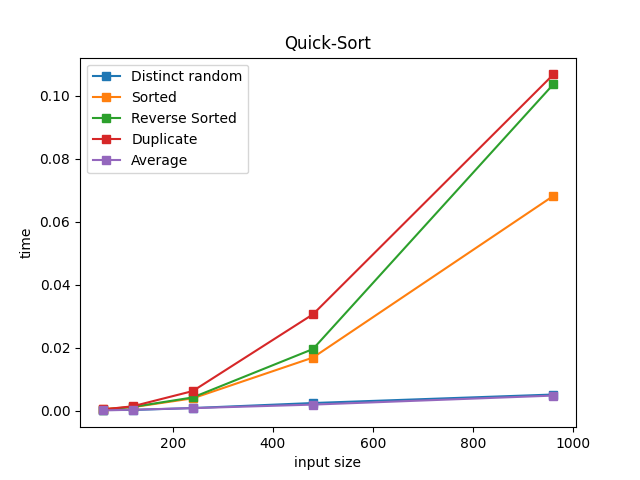 Quick-Sort
Distinct random
Sorted
Reverse Sorted
Duplicate
Average
time
0.10
0.08
0.06
0.04
0.02
0.00
200
400
600
800
1000
input size